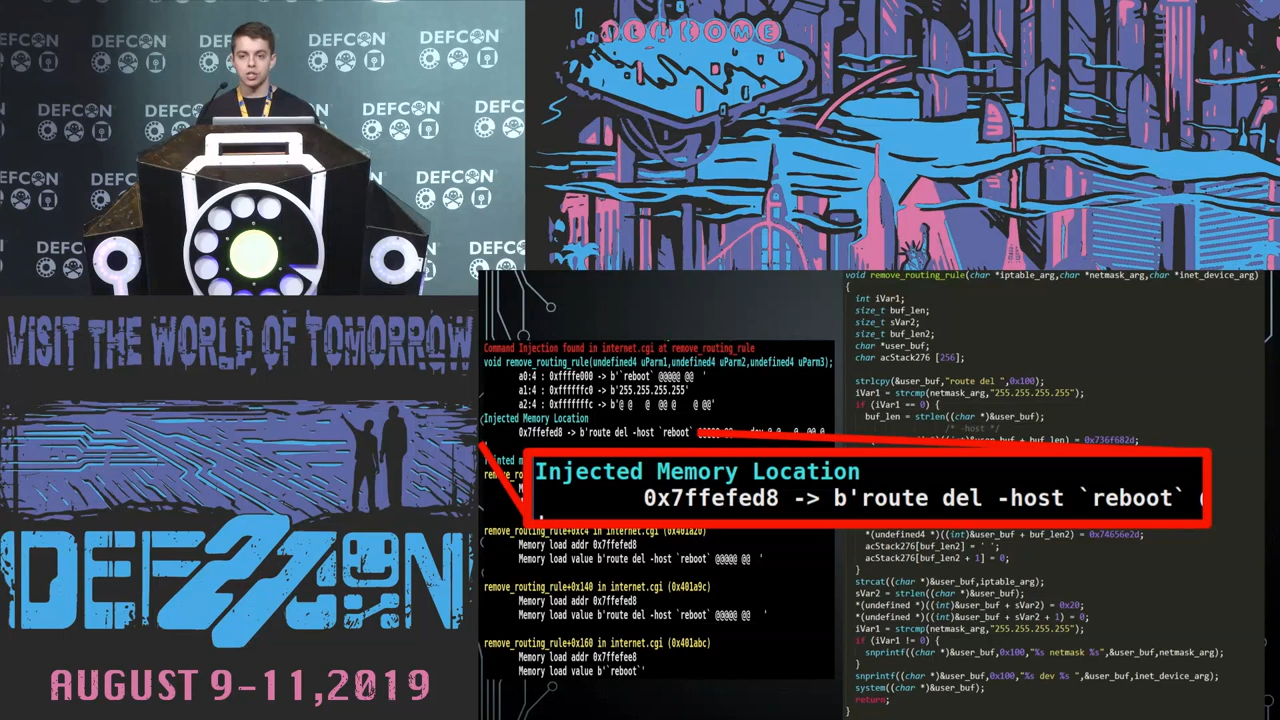 DEFCON
WELCOME
VISIT THE WORLD OF TOMORROW
DEFCON
27
AUGUST 9-11,2019
Command Injection found in internet.cgi at remove_routing_rule
void remove_routing_rule(undefined4 uParm1,undefined4 uParm2,undefined4 uParm3);
a0:4 : 0xffffe000 -> b'`reboot` @@@@@ @@ '
a1:4 : 0xffffffc0 -> b'255.255.255.255'
a2:4 : 0xffffffc -> b'@ @ @ @@ @ @@'
Injected Memory Location
0x7ffefed8 -> b'route del -host `reboot`
Injected Memory Location
0x7ffefed8 -> b'route del -host `reboot`
remove_routing_rule+0xc4 in internet.cgi (0x401a20)
Memory load addr 0x7ffefed8
Memory load value b'route del -host `reboot` @@@@@ @@ '
remove_routing_rule+0x140 in internet.cgi (0x401a9c)
Memory load addr 0x7ffefed8
Memory load value b'route del -host `reboot` @@@@@ @@ '
remove_routing_rule+0x160 in internet.cgi (0x401abc)
Memory load addr 0x7ffefee8
Memory load value b'`reboot`'
void remove_routing_rule(char *iptable_arg,char *netmask_arg,char *inet_device_arg)
{
int iVar1;
size_t buf_len;
size_t sVar2;
size_t buf_len2;
char *user_buf;
char acStack276 [256];
strlcpy(&user_buf,"route del ",0x100);
iVar1 = strcmp(netmask_arg,"255.255.255.255");
if (iVar1 == 0) {
buf_len = strlen((char *)&user_buf);
/* -host */
= 0x736f682d;
*(undefined4 *)((int)&user_buf + buf_len2) = 0x74656e2d;
acStack276[buf_len2] = ' ';
acStack276[buf_len2 + 1] = 0;
}
strcat((char *)&user_buf,iptable_arg);
sVar2 = strlen((char *)&user_buf);
*(undefined *)((int)&user_buf + sVar2) = 0x20;
*(undefined *)((int)&user_buf + sVar2 + 1) = 0;
iVar1 = strcmp(netmask_arg,"255.255.255.255");
if (iVar1 != 0) {
snprintf((char *)&user_buf,0x100,"%s netmask %s",&user_buf,netmask_arg);
}
snprintf((char *)&user_buf,0x100,"%s dev %s ",&user_buf,inet_device_arg);
system((char *)&user_buf);
return;
}